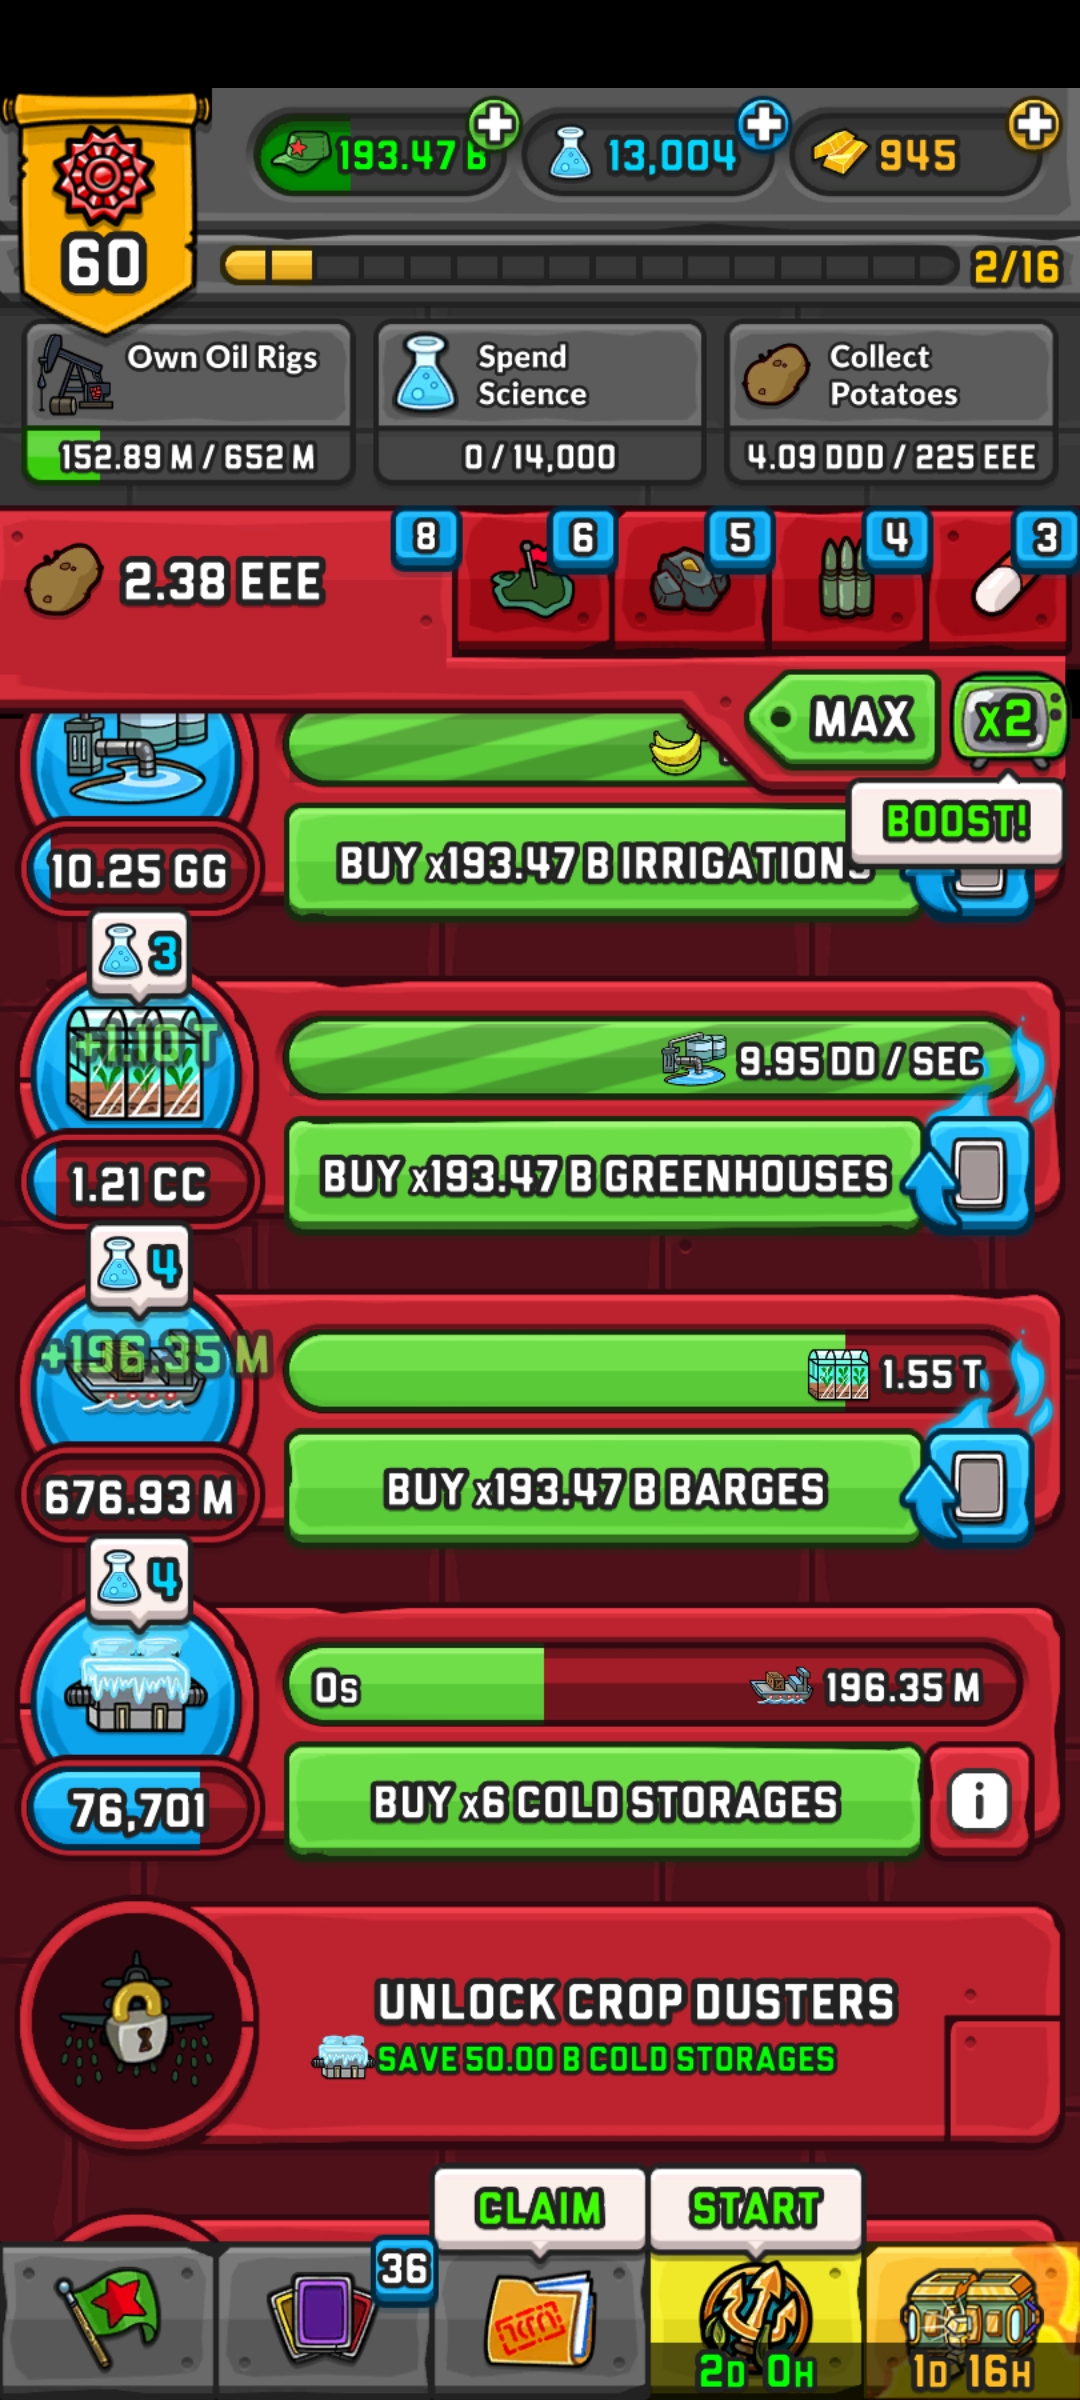 193.47 B
13,004
945
60
2/16
Own Oil Rigs
152.89 M / 652 M
Spend
Science
0 / 14,000
Collect
Potatoes
4.09 DDD / 225 EEE
2.38 EEE
8
6
5
4
3
MAX
x2
BOOST!
10.25 GG
BUY x193.47 B IRRIGATIONS
3
+1.10 T
9.95 DD / SEC
1.21 CC
BUY x193.47 B GREENHOUSES
4
+196.35 M
1.55 T
676.93 M
BUY x193.47 B BARGES
4
0s
196.35 M
76,701
BUY x6 COLD STORAGES
i
UNLOCK CROP DUSTERS
SAVE 50.00 B COLD STORAGES
CLAIM
START
36
2D 0H
1D 16H